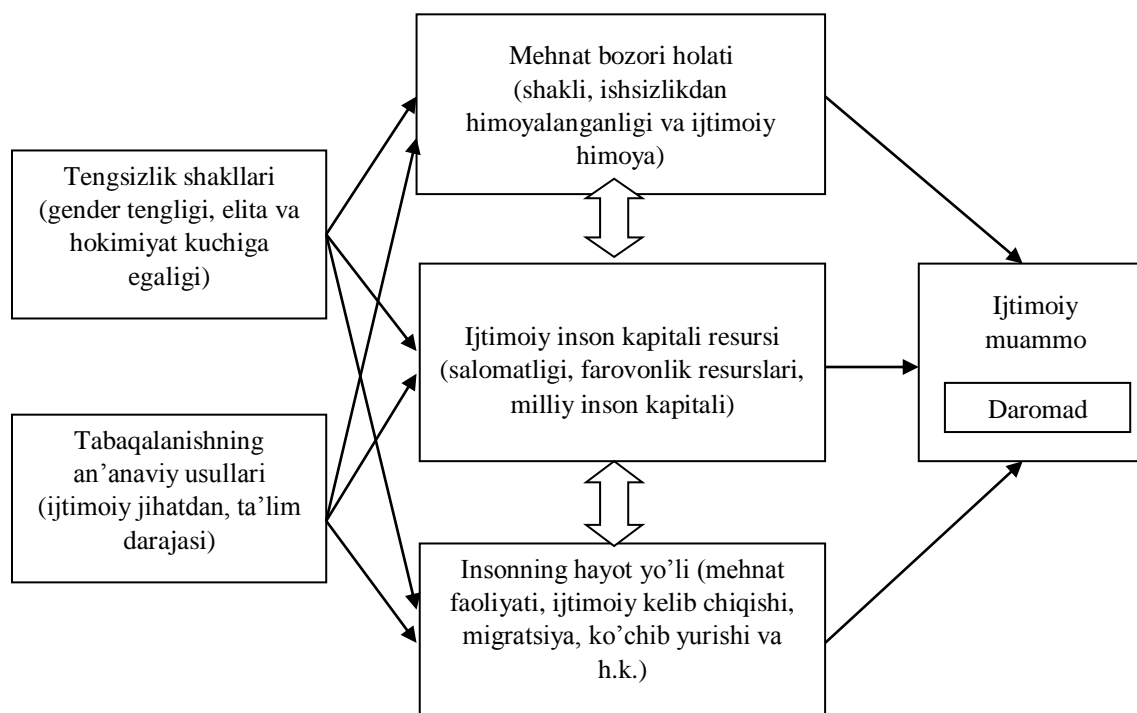 Mehnat bozori holati
(shakli, ishsizlikdan
himoyalanganligi va ijtimoiy
himoya)
Tengsizlik shakllari
(gender tengligi, elita va
hokimiyat kuchiga
egaligi)
Ijtimoiy inson kapitali resursi
(salomatligi, farovonlik resurslari,
milliy inson kapitali)
Ijtimoiy
muammo
Daromad
Tabaqalanishning
an’anaviy usullari
(ijtimoiy jihatdan, ta’lim
darajasi)
Insonning hayot yo’li (mehnat
faoliyati, ijtimoiy kelib chiqishi,
migratsiya, ko’chib yurishi va
h.k.)